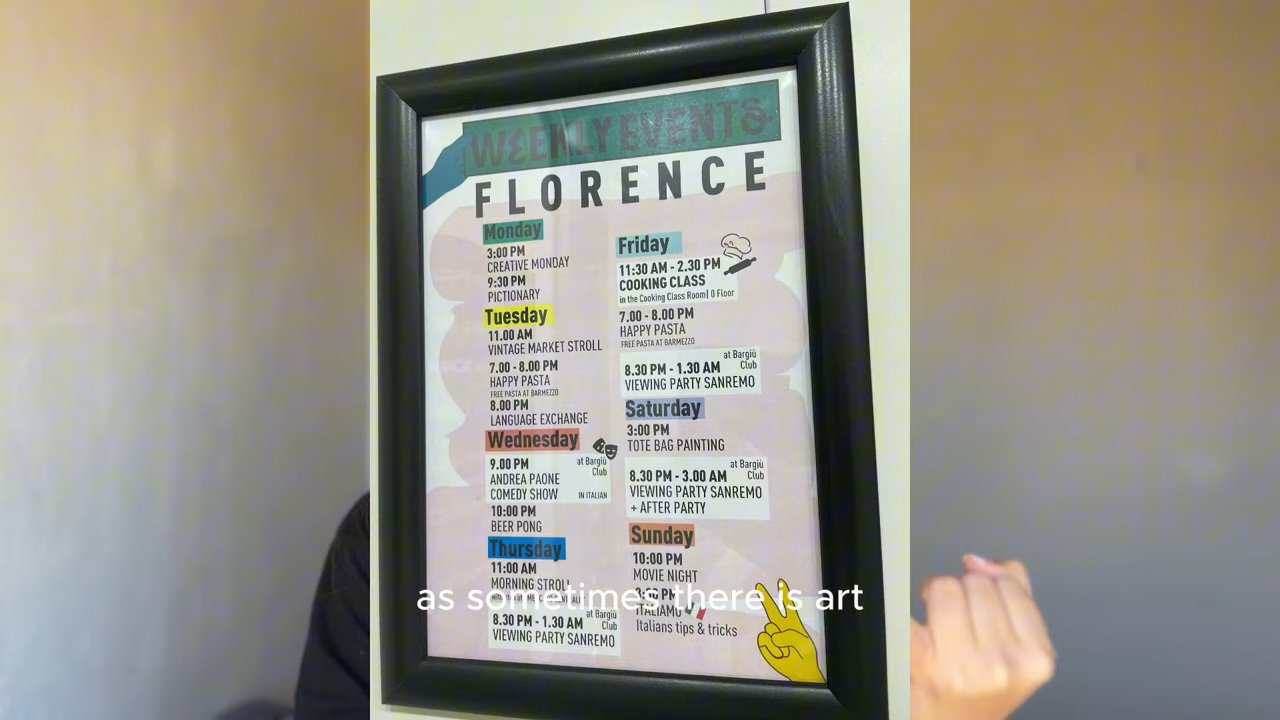 WEEKLY EVENTS
FLORENCE
Monday
3:00 PM
CREATIVE MONDAY
9:30 PM
PICTIONARY
Tuesday
11.00 AM
VINTAGE MARKET STROLL
7.00 - 8.00 PM
HAPPY PASTA
FREE PASTA AT BARMEZZO
8.00 PM
LANGUAGE EXCHANGE
Wednesday
9.00 PM
at Bargiù
Club
ANDREA PAONE
COMEDY SHOW
IN ITALIAN
10:00 PM
BEER PONG
Thursday
11:00 AM
MORNING STROLL
8.30 PM - 1.30 AM
at Bargiù
Club
VIEWING PARTY SANREMO
Friday
11:30 AM - 2.30 PM
COOKING CLASS
in the Cooking Class Room| 0 Floor
7.00 - 8.00 PM
HAPPY PASTA
FREE PASTA AT BARMEZZO
at Bargiù
Club
8.30 PM - 1.30 AM
VIEWING PARTY SANREMO
Saturday
3:00 PM
TOTE BAG PAINTING
at Bargiù
Club
8.30 PM - 3.00 AM
VIEWING PARTY SANREMO
+ AFTER PARTY
Sunday
10:00 PM
MOVIE NIGHT
PM
ITALIAMO
Italians tips & tricks
as sometimes there is art